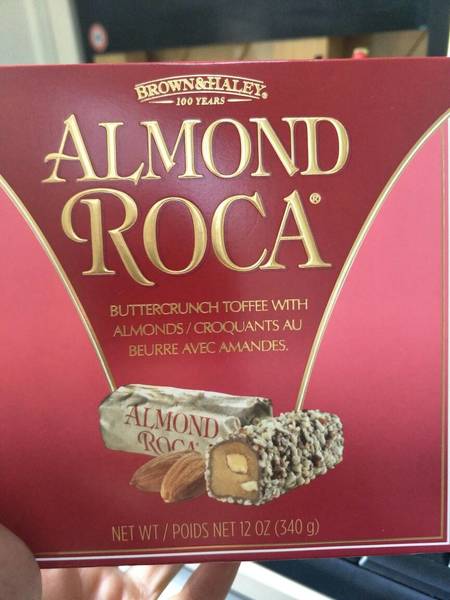 BROWN&HALEY®
100 YEARS
ALMOND
ROCA®
BUTTERCRUNCH TOFFEE WITH
ALMONDS / CROQUANTS AU
BEURRE AVEC AMANDES.
ALMOND
ROCA
NET WT / POIDS NET 12 OZ (340 g)